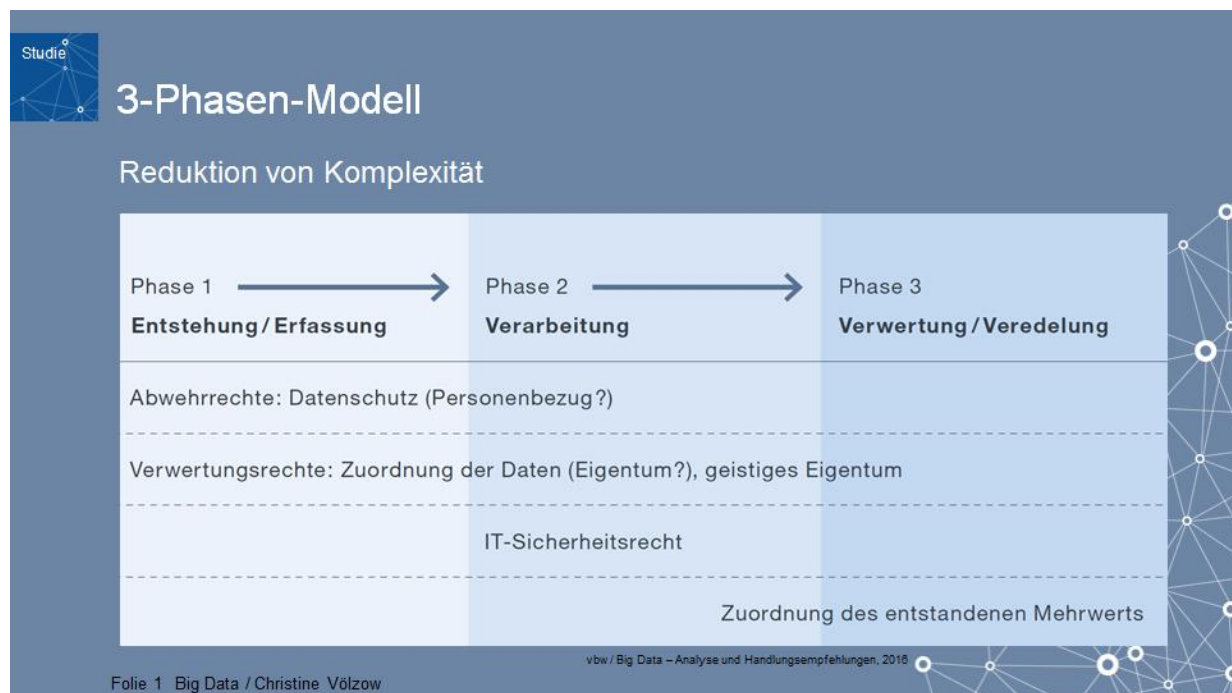 Studie
3-Phasen-Modell
Reduktion von Komplexität
Phase 1
Phase 2
Phase 3
Entstehung / Erfassung
Verarbeitung
Verwertung / Veredelung
Abwehrrechte: Datenschutz (Personenbezug?)
Verwertungsrechte: Zuordnung der Daten (Eigentum?), geistiges Eigentum
IT-Sicherheitsrecht
Zuordnung des entstandenen Mehrwerts
vbw / Big Data – Analyse und Handlungsempfehlungen, 2016
Folie 1 Big Data / Christine Völzow